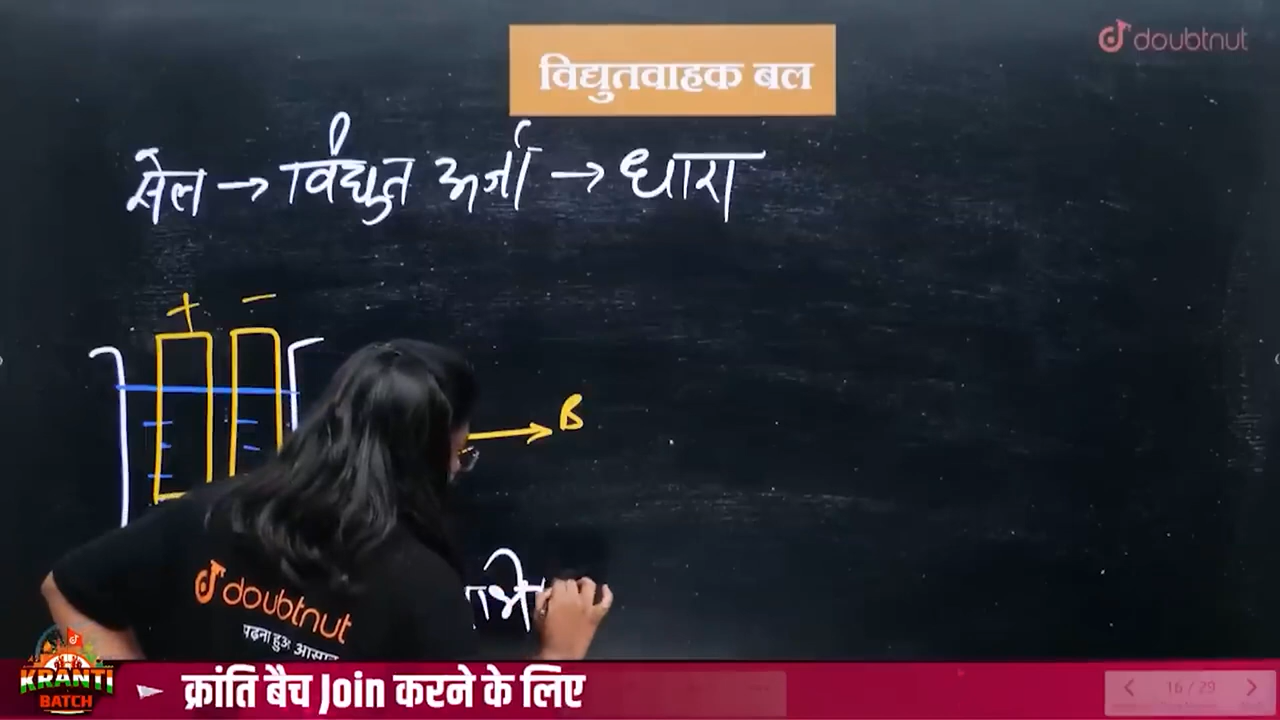 विद्युतवाहक बल
doubtnut
सेल → विद्युत ऊर्जा → धारा
+ −
B
doubtnut
पढ़ना हुआ आसान
KRANTI
BATCH
क्रांति बैच Join करने के लिए
16 / 29